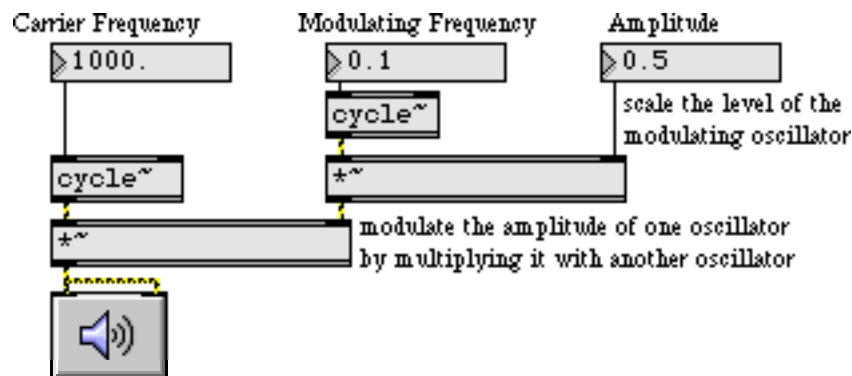 Carrier Frequency
Modulating Frequency
Amplitude
1000.
0.1
0.5
cycle~
scale the level of the
modulating oscillator
cycle~
*~
*~
modulate the amplitude of one oscillator
by multiplying it with another oscillator